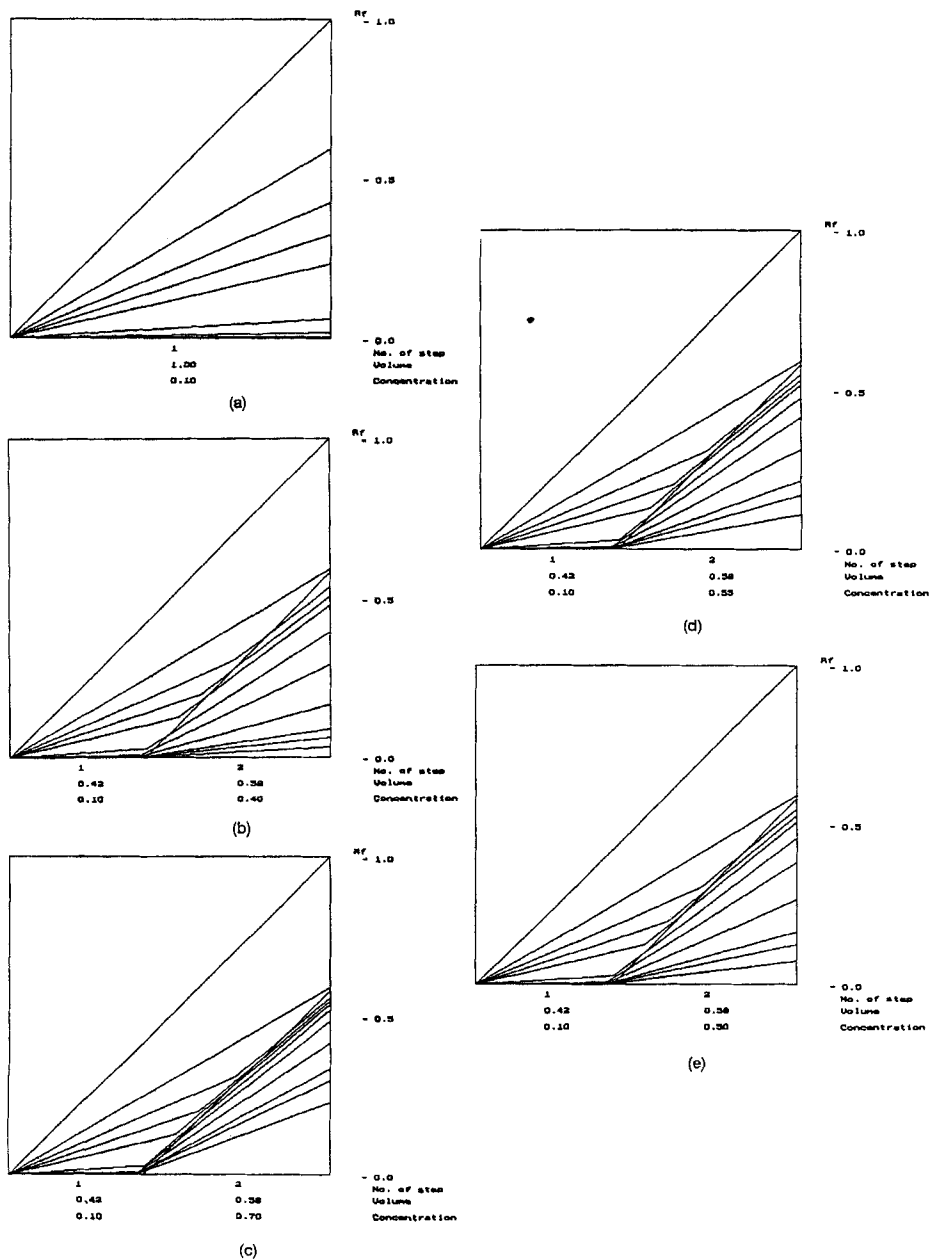 Rf
- 1.0
- 0.5
- 0.0
1
No. of step
1.00
Volume
0.10
Concentration
(a)
Rf
- 1.0
- 0.5
- 0.0
1 2
No. of step
0.42 0.58
Volume
0.10 0.40
Concentration
(b)
Rf
- 1.0
- 0.5
- 0.0
1 2
No. of step
0.42 0.58
Volume
0.10 0.70
Concentration
(c)
Rf
- 1.0
- 0.5
- 0.0
1 2
No. of step
0.42 0.58
Volume
0.10 0.55
Concentration
(d)
Rf
- 1.0
- 0.5
- 0.0
1 2
No. of step
0.42 0.58
Volume
0.10 0.50
Concentration
(e)